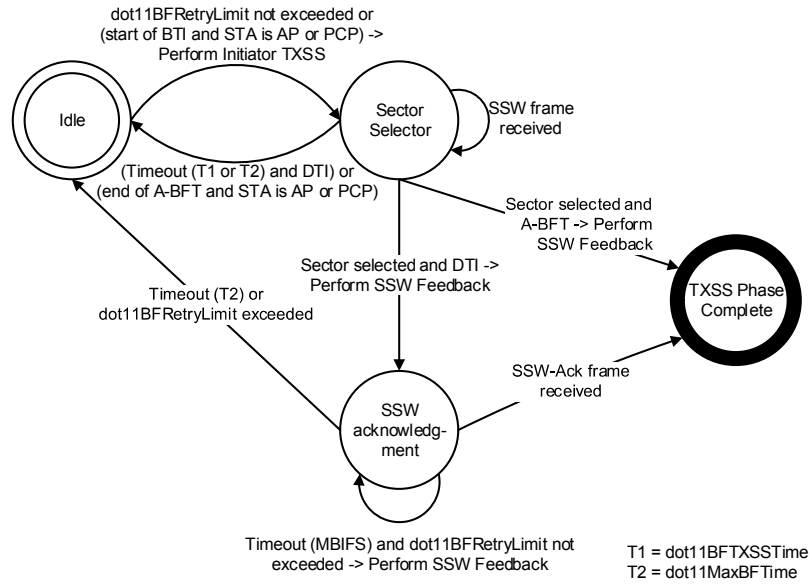 dot11BFRetryLimit not exceeded or
(start of BTI and STA is AP or PCP) ->
Perform Initiator TXSS
Idle
Sector
Selector
SSW frame
received
(Timeout (T1 or T2) and DTI) or
(end of A-BFT and STA is AP or PCP)
Sector selected and
A-BFT -> Perform
SSW Feedback
Sector selected and DTI ->
Perform SSW Feedback
TXSS Phase
Complete
Timeout (T2) or
dot11BFRetryLimit exceeded
SSW-Ack frame
received
SSW
acknowledg-
ment
Timeout (MBIFS) and dot11BFRetryLimit not
exceeded -> Perform SSW Feedback
T1 = dot11BFTXSSTime
T2 = dot11MaxBFTime